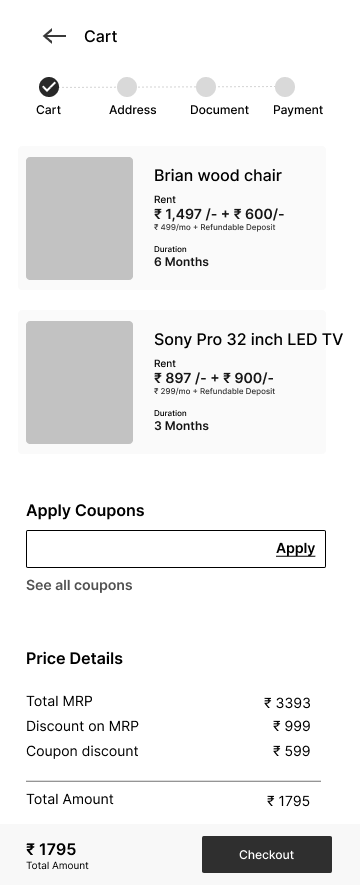 Cart
Cart Address Document Payment
Brian wood chair
Rent
₹ 1,497 /- + ₹ 600/-
₹ 499/mo + Refundable Deposit
Duration
6 Months
Sony Pro 32 inch LED TV
Rent
₹ 897 /- + ₹ 900/-
₹ 299/mo + Refundable Deposit
Duration
3 Months
Apply Coupons
Apply
See all coupons
Price Details
Total MRP ₹ 3393
Discount on MRP ₹ 999
Coupon discount ₹ 599
Total Amount ₹ 1795
₹ 1795
Total Amount
Checkout